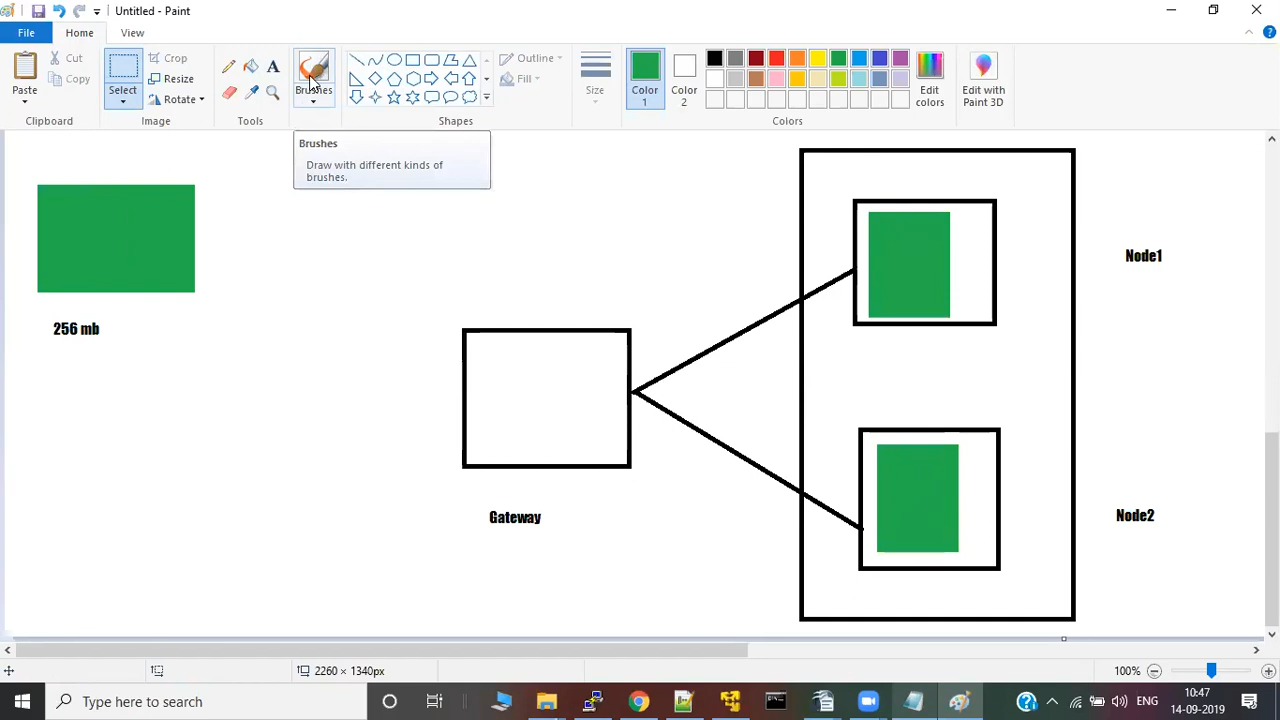 Untitled - Paint
File
Home
View
Paste
Cut
Copy
Clipboard
Select
Crop
Resize
Rotate
Image
A
Tools
Brushes
Outline
Fill
Shapes
Size
Color 1
Color 2
Edit colors
Colors
Edit with Paint 3D
Brushes
Draw with different kinds of
brushes.
Node1
256 mb
Gateway
Node2
2260 × 1340px
100%
Type here to search
ENG
10:47
14-09-2019